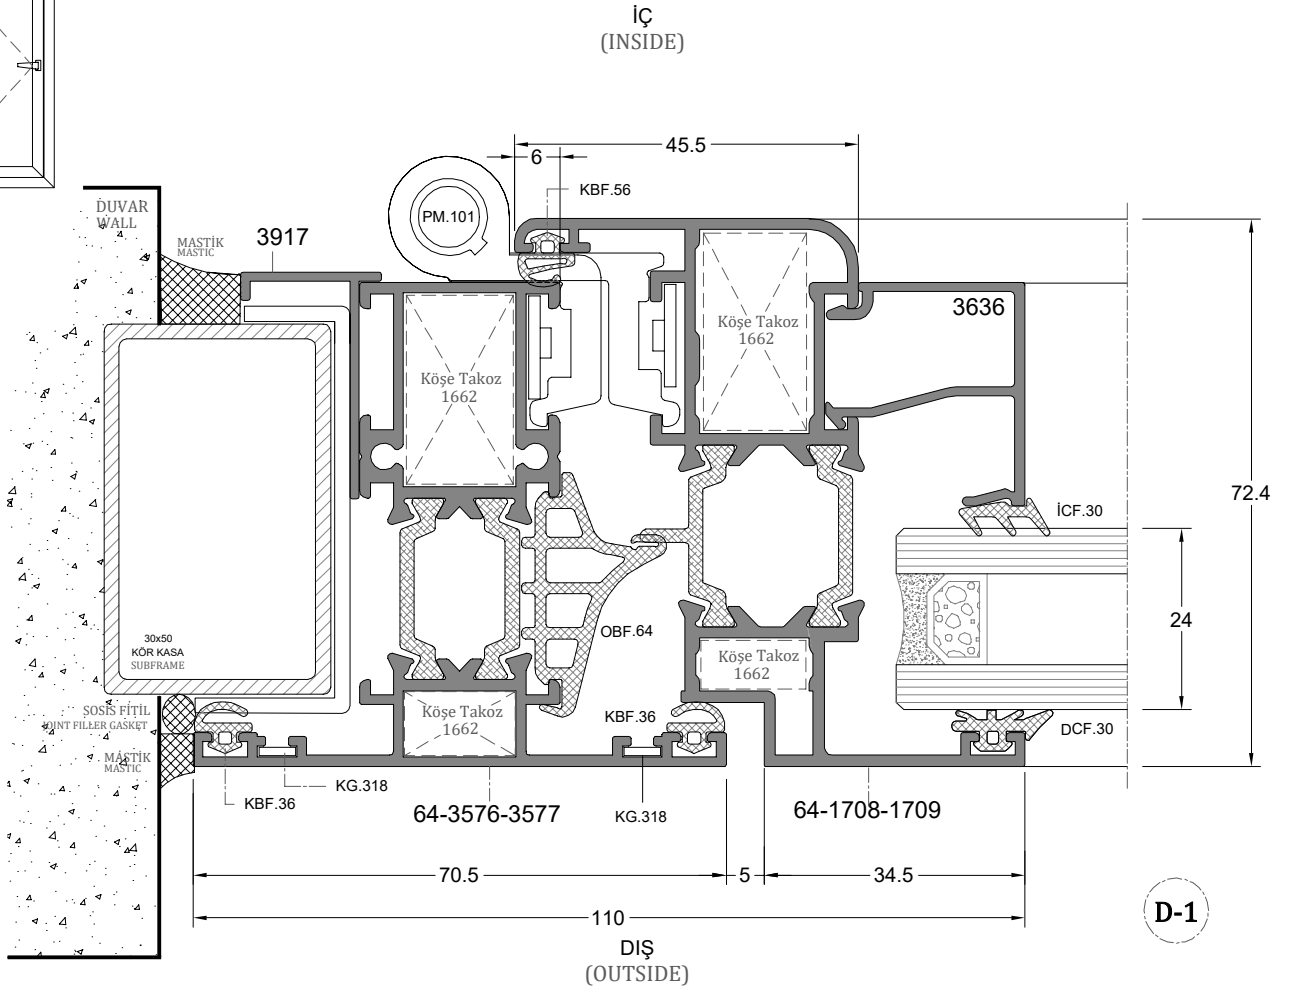 İÇ
(INSIDE)
45.5
6
KBF.56
DUVAR
WALL
PM.101
MASTİK
MASTIC
3917
3636
Köşe Takoz
1662
Köşe Takoz
1662
72.4
İCF.30
24
OBF.64
30x50
KÖR KASA
SUBFRAME
Köşe Takoz
1662
SOSİS FİTİL
JOINT FILLER GASKET
Köşe Takoz
1662
KBF.36
DCF.30
MASTİK
MASTIC
KG.318
KBF.36
64-3576-3577
KG.318
64-1708-1709
70.5
5
34.5
110
D-1
DIŞ
(OUTSIDE)